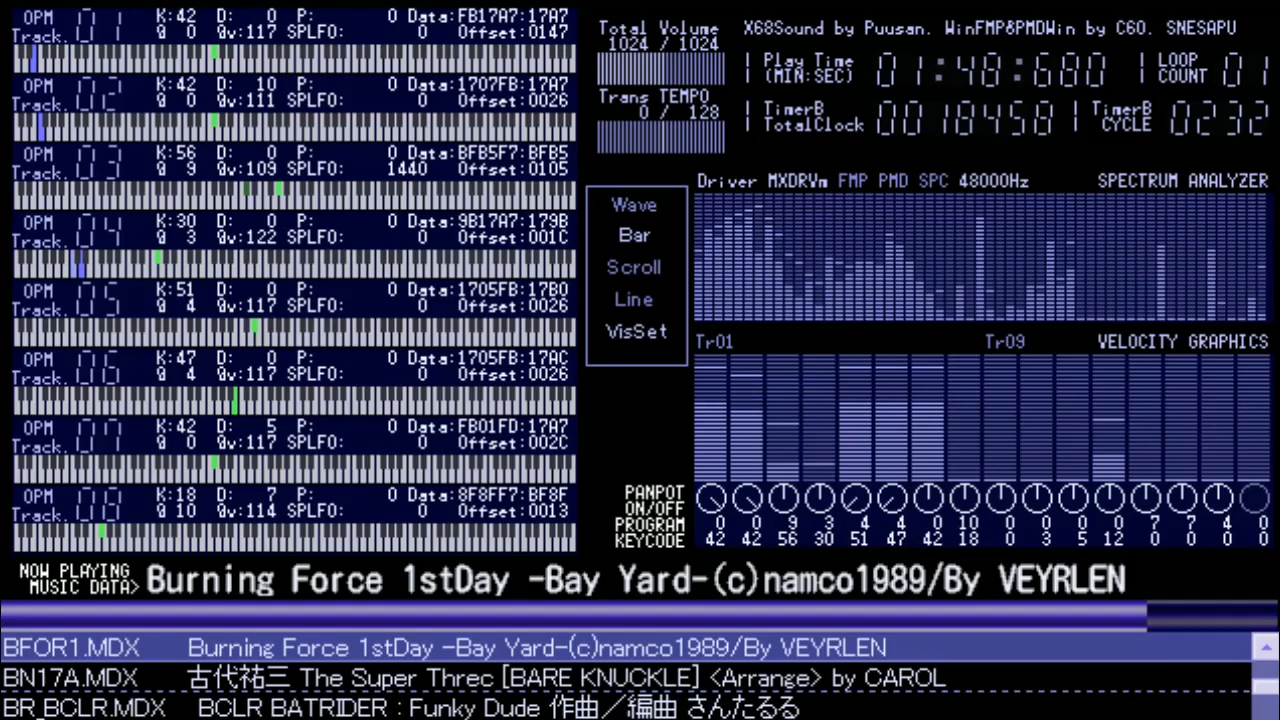 OPM K:42 D: 0 P: 0 Data:FB17A7:17A7
Track. 01 @ 0 @v:117 SPLFO: 0 Offset:0147
OPM K:42 D: 10 P: 0 Data:1707FB:17A7
Track. 02 @ 0 @v:111 SPLFO: 0 Offset:0026
OPM K:56 D: 0 P: 0 Data:BFB5F7:BFB5
Track. 03 @ 9 @v:109 SPLFO: 1440 Offset:0105
OPM K:30 D: 0 P: 0 Data:9B17A7:179B
Track. 04 @ 3 @v:122 SPLFO: 0 Offset:001C
OPM K:51 D: 0 P: 0 Data:1705FB:17B0
Track. 05 @ 4 @v:117 SPLFO: 0 Offset:0026
OPM K:47 D: 0 P: 0 Data:1705FB:17AC
Track. 06 @ 4 @v:117 SPLFO: 0 Offset:0026
OPM K:42 D: 5 P: 0 Data:FB01FD:17A7
Track. 07 @ 0 @v:117 SPLFO: 0 Offset:002C
OPM K:18 D: 7 P: 0 Data:8F8FF7:BF8F
Track. 08 @ 10 @v:114 SPLFO: 0 Offset:0013
Total Volume
1024 / 1024
Trans TEMPO
0 / 128
X68Sound by Puusan. WinFMP&PMDWin by C60. SNESAPU
Play Time
(MIN:SEC) 01:48:680
LOOP
COUNT 01
TimerB
TotalClock 00018458
TimerB
CYCLE 0232
Wave
Bar
Scroll
Line
VisSet
Driver MXDRVm FMP PMD SPC 48000Hz SPECTRUM ANALYZER
Tr01 Tr09 VELOCITY GRAPHICS
PANPOT
ON/OFF
PROGRAM 0 0 9 3 4 4 0 10 0 0 0 0 7 7 4 0
KEYCODE 42 42 56 30 51 47 42 18 0 3 5 12 0 0 0 0
NOW PLAYING
MUSIC DATA> Burning Force 1stDay -Bay Yard-(c)namco1989/By VEYRLEN
BFOR1.MDX Burning Force 1stDay -Bay Yard-(c)namco1989/By VEYRLEN
BN17A.MDX 古代祐三 The Super Threc [BARE KNUCKLE] <Arrange> by CAROL
BR_BCLR.MDX BCLR BATRIDER : Funky Dude 作曲／編曲 さんたるる